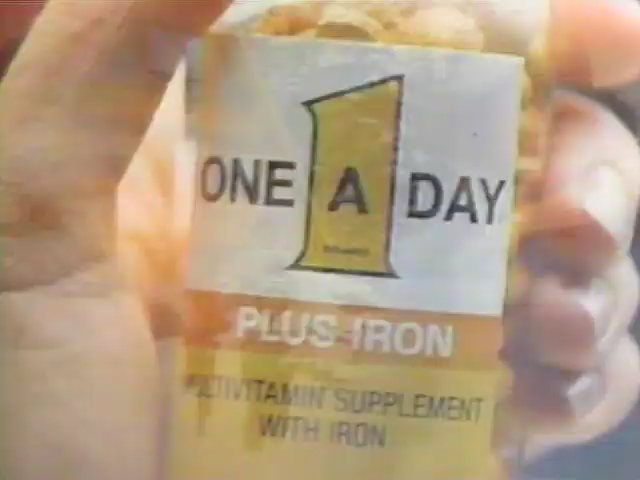 ONE A DAY
PLUS IRON
MULTIVITAMIN SUPPLEMENT
WITH IRON